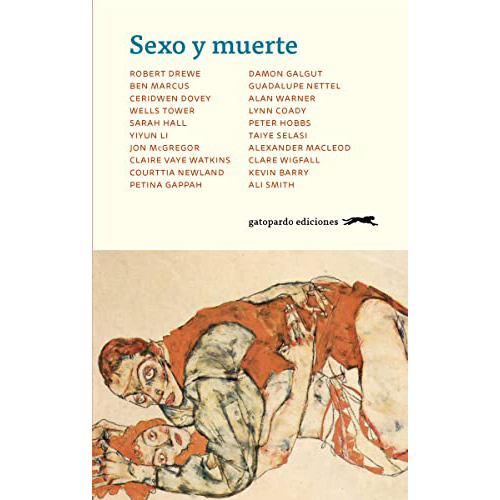 Sexo y muerte
ROBERT DREWE
BEN MARCUS
CERIDWEN DOVEY
WELLS TOWER
SARAH HALL
YIYUN LI
JON McGREGOR
CLAIRE VAYE WATKINS
COURTTIA NEWLAND
PETINA GAPPAH
DAMON GALGUT
GUADALUPE NETTEL
ALAN WARNER
LYNN COADY
PETER HOBBS
TAIYE SELASI
ALEXANDER MACLEOD
CLARE WIGFALL
KEVIN BARRY
ALI SMITH
gatopardo ediciones